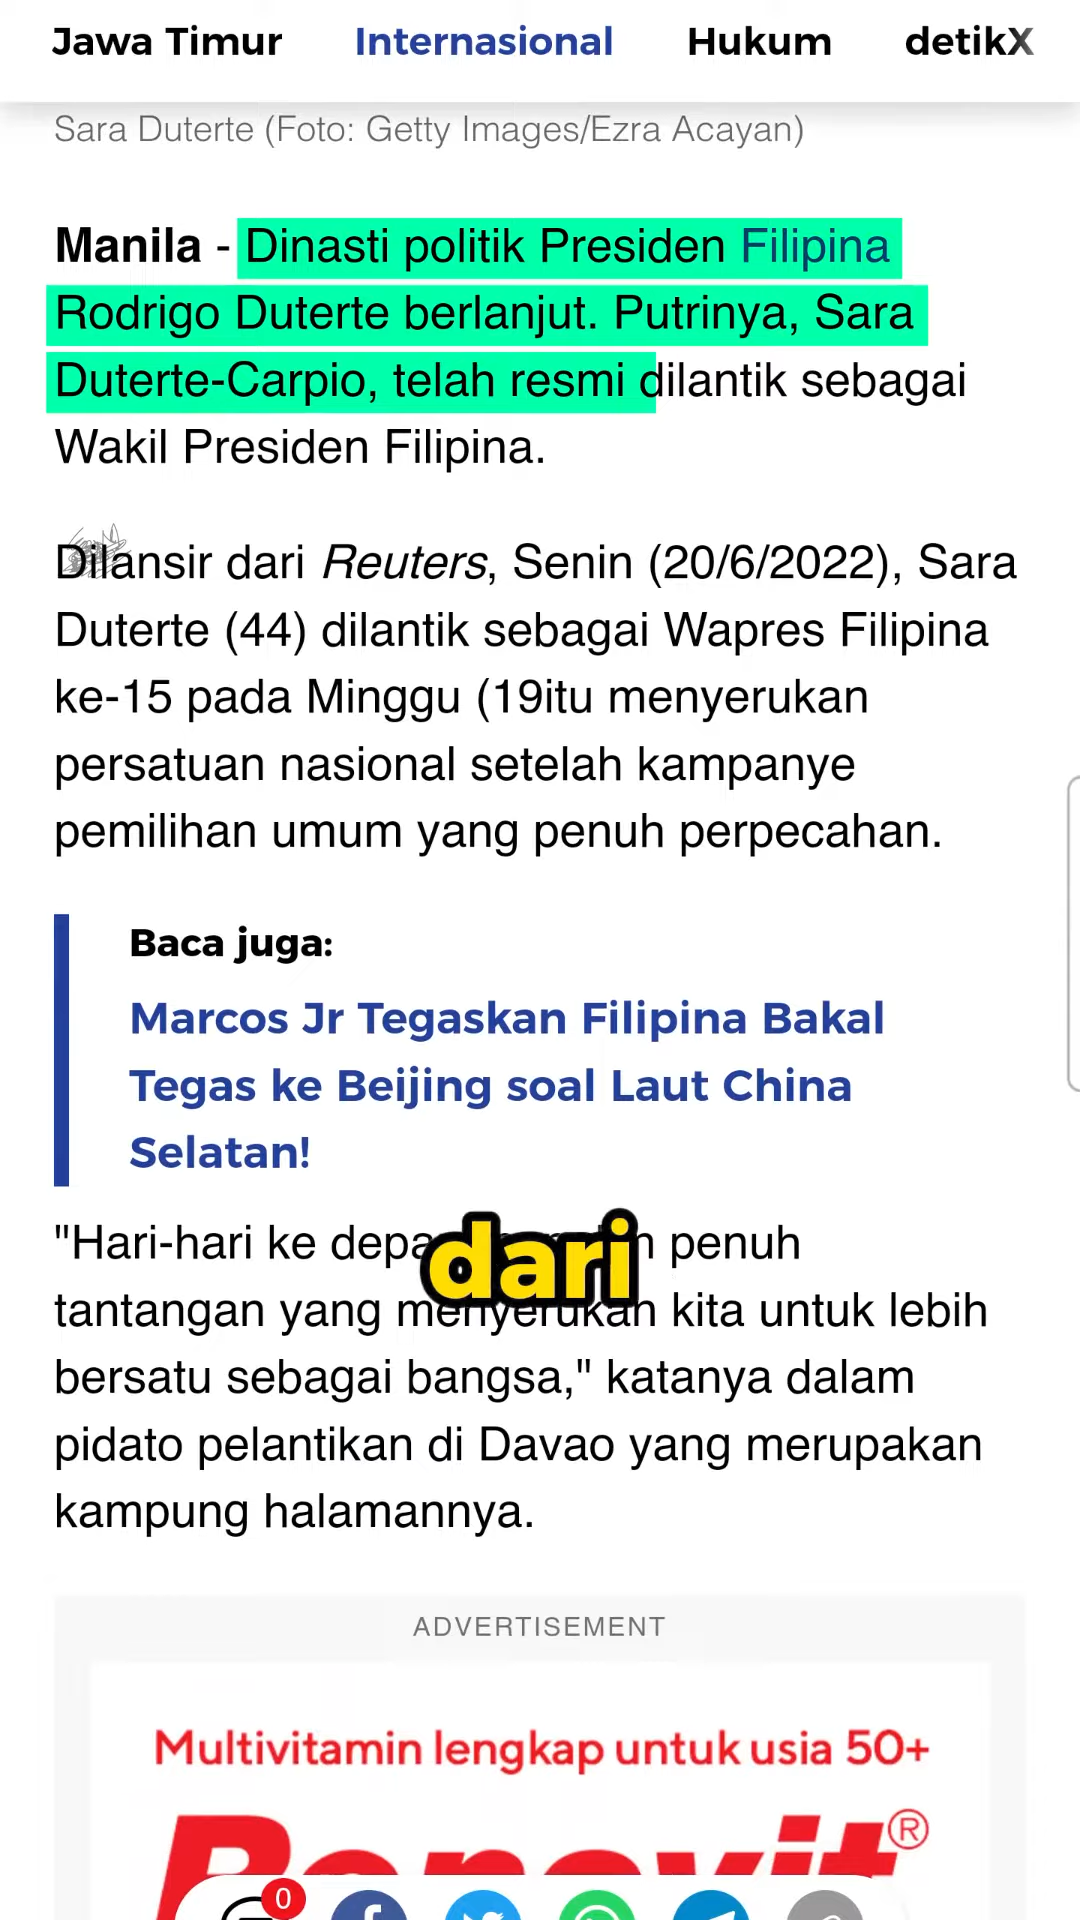 Jawa Timur Internasional Hukum detikX
Sara Duterte (Foto: Getty Images/Ezra Acayan)
Manila - Dinasti politik Presiden Filipina
Rodrigo Duterte berlanjut. Putrinya, Sara
Duterte-Carpio, telah resmi dilantik sebagai
Wakil Presiden Filipina.
Dilansir dari Reuters, Senin (20/6/2022), Sara
Duterte (44) dilantik sebagai Wapres Filipina
ke-15 pada Minggu (19itu menyerukan
persatuan nasional setelah kampanye
pemilihan umum yang penuh perpecahan.
Baca juga:
Marcos Jr Tegaskan Filipina Bakal
Tegas ke Beijing soal Laut China
Selatan!
"Hari-hari ke penuh
dari
tantangan yang menyerukan kita untuk lebih
bersatu sebagai bangsa," katanya dalam
pidato pelantikan di Davao yang merupakan
kampung halamannya.
ADVERTISEMENT
Multivitamin lengkap untuk usia 50+
®
0